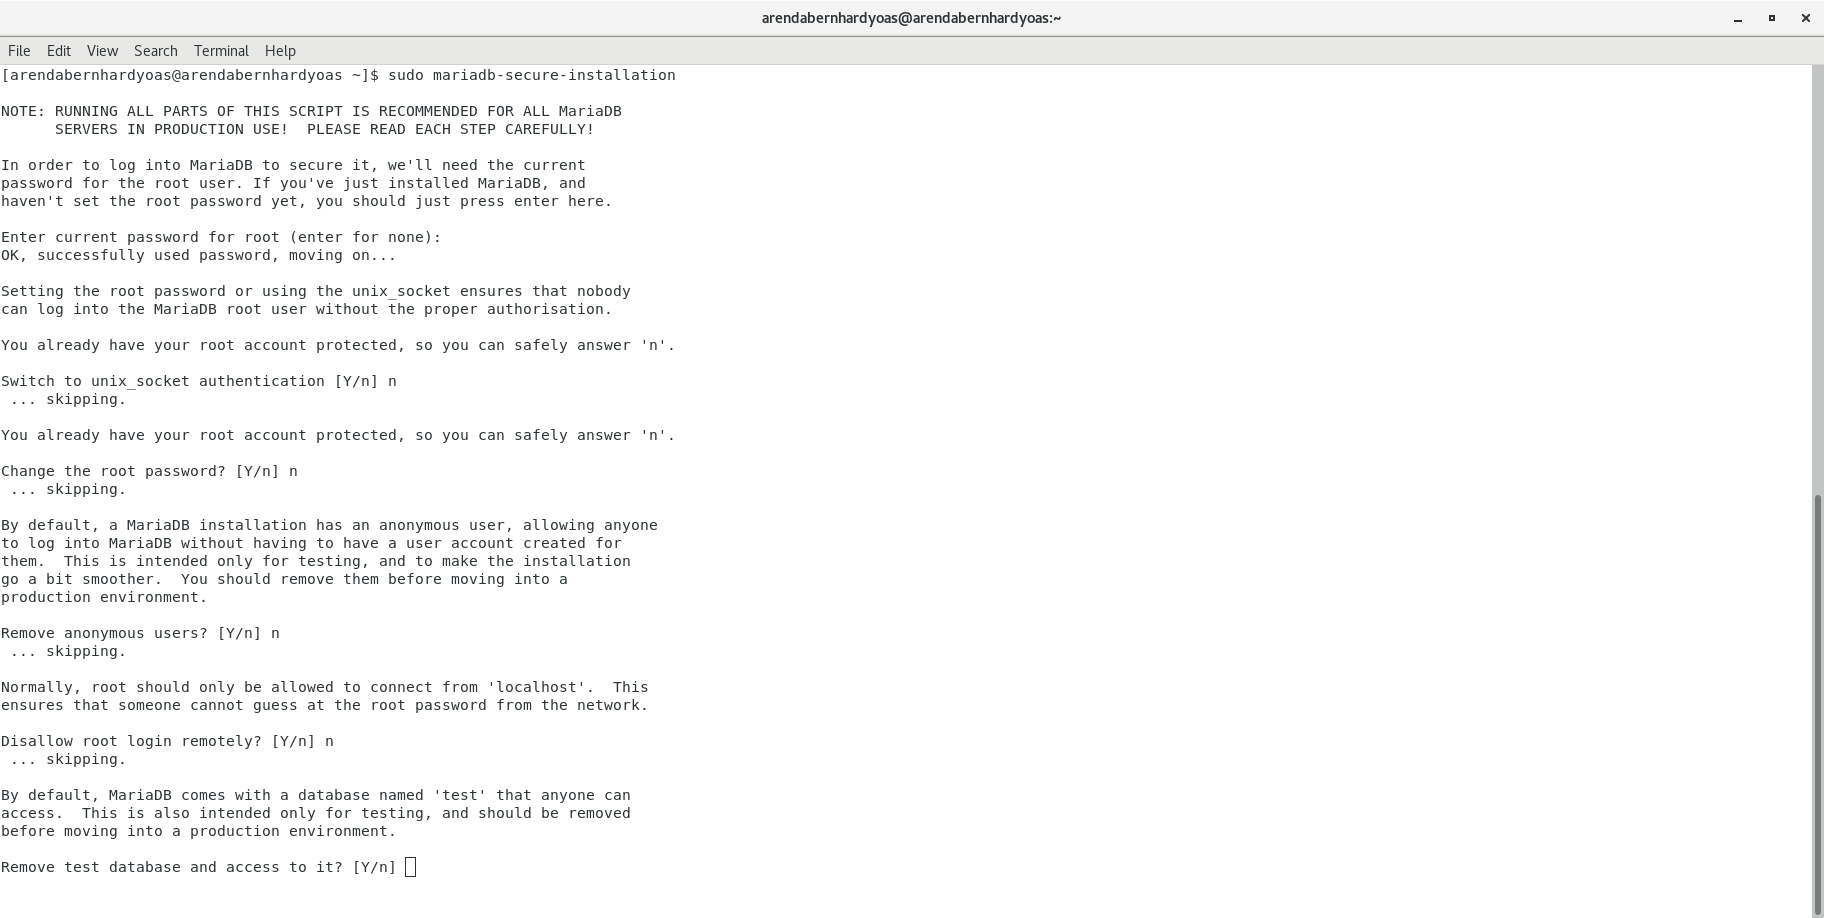 arendabernhardyoas@arendabernhardyoas:~
File Edit View Search Terminal Help
[arendabernhardyoas@arendabernhardyoas ~]$ sudo mariadb-secure-installation
NOTE: RUNNING ALL PARTS OF THIS SCRIPT IS RECOMMENDED FOR ALL MariaDB
      SERVERS IN PRODUCTION USE!  PLEASE READ EACH STEP CAREFULLY!
In order to log into MariaDB to secure it, we'll need the current
password for the root user. If you've just installed MariaDB, and
haven't set the root password yet, you should just press enter here.
Enter current password for root (enter for none):
OK, successfully used password, moving on...
Setting the root password or using the unix_socket ensures that nobody
can log into the MariaDB root user without the proper authorisation.
You already have your root account protected, so you can safely answer 'n'.
Switch to unix_socket authentication [Y/n] n
 ... skipping.
You already have your root account protected, so you can safely answer 'n'.
Change the root password? [Y/n] n
 ... skipping.
By default, a MariaDB installation has an anonymous user, allowing anyone
to log into MariaDB without having to have a user account created for
them.  This is intended only for testing, and to make the installation
go a bit smoother.  You should remove them before moving into a
production environment.
Remove anonymous users? [Y/n] n
 ... skipping.
Normally, root should only be allowed to connect from 'localhost'.  This
ensures that someone cannot guess at the root password from the network.
Disallow root login remotely? [Y/n] n
 ... skipping.
By default, MariaDB comes with a database named 'test' that anyone can
access.  This is also intended only for testing, and should be removed
before moving into a production environment.
Remove test database and access to it? [Y/n]